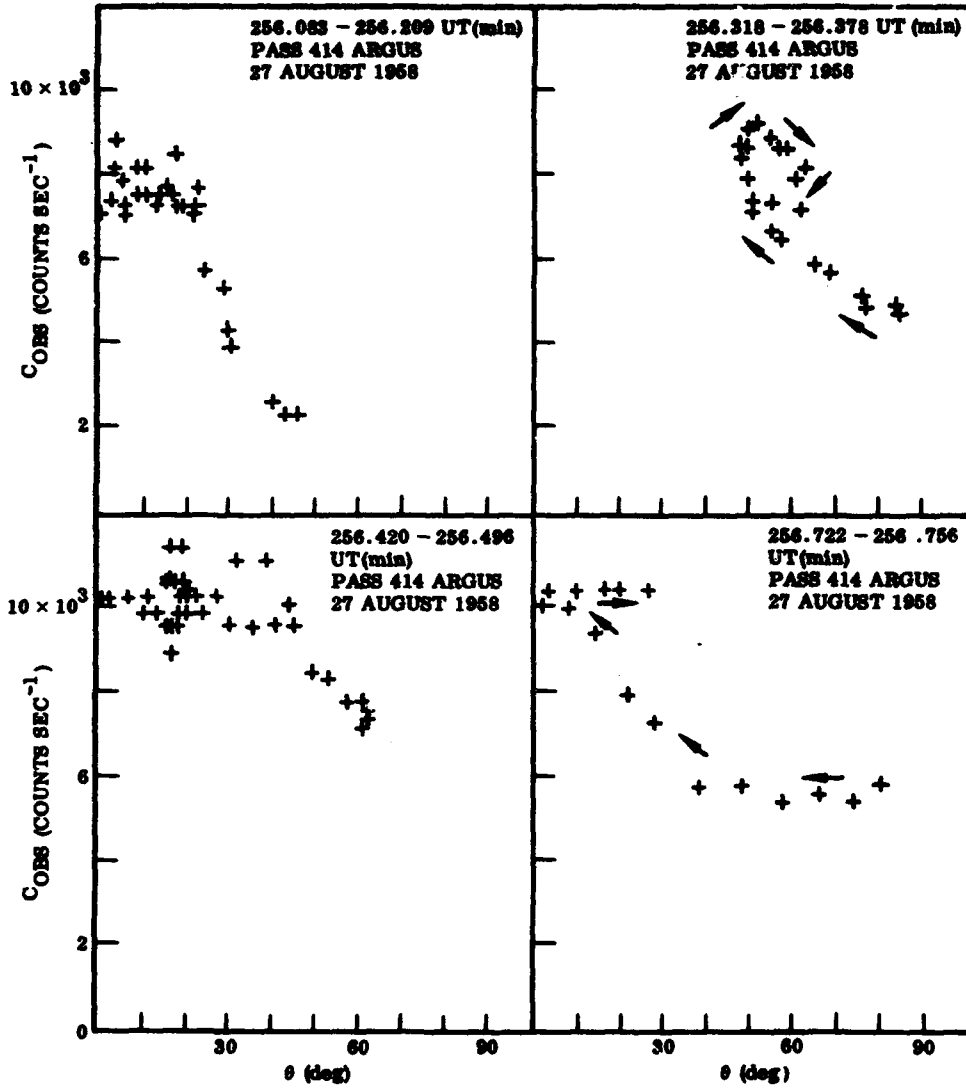 256.083 – 256.209 UT(min)
PASS 414 ARGUS
27 AUGUST 1958
256.318 – 256.378 UT (min)
PASS 414 ARGUS
27 AUGUST 1958
10 × 10³
6
2
C_OBS (COUNTS SEC⁻¹)
256.420 – 256.496
UT(min)
PASS 414 ARGUS
27 AUGUST 1958
256.722 – 256.756
UT(min)
PASS 414 ARGUS
27 AUGUST 1958
10 × 10³
6
2
0
C_OBS (COUNTS SEC⁻¹)
30
60
90
30
60
90
θ (deg)
θ (deg)